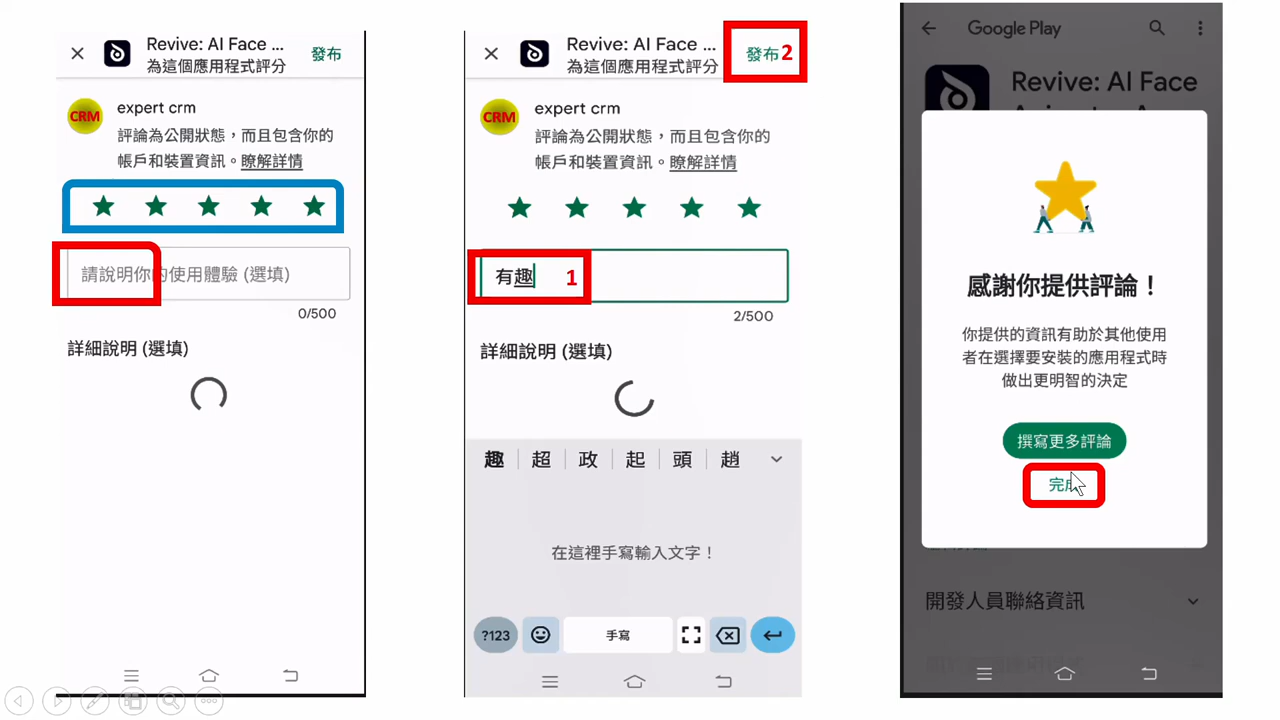 Revive: AI Face ...
為這個應用程式評分
發布
CRM
expert crm
評論為公開狀態，而且包含你的
帳戶和裝置資訊。瞭解詳情
請說明你的使用體驗 (選填)
0/500
詳細說明 (選填)
Revive: AI Face ...
為這個應用程式評分
發布2
CRM
expert crm
評論為公開狀態，而且包含你的
帳戶和裝置資訊。瞭解詳情
有趣 1
2/500
詳細說明 (選填)
趣 超 政 起 頭 趙
在這裡手寫輸入文字！
?123
手寫
Google Play
Revive: AI Face
感謝你提供評論！
你提供的資訊有助於其他使用
者在選擇要安裝的應用程式時
做出更明智的決定
撰寫更多評論
完成
開發人員聯絡資訊